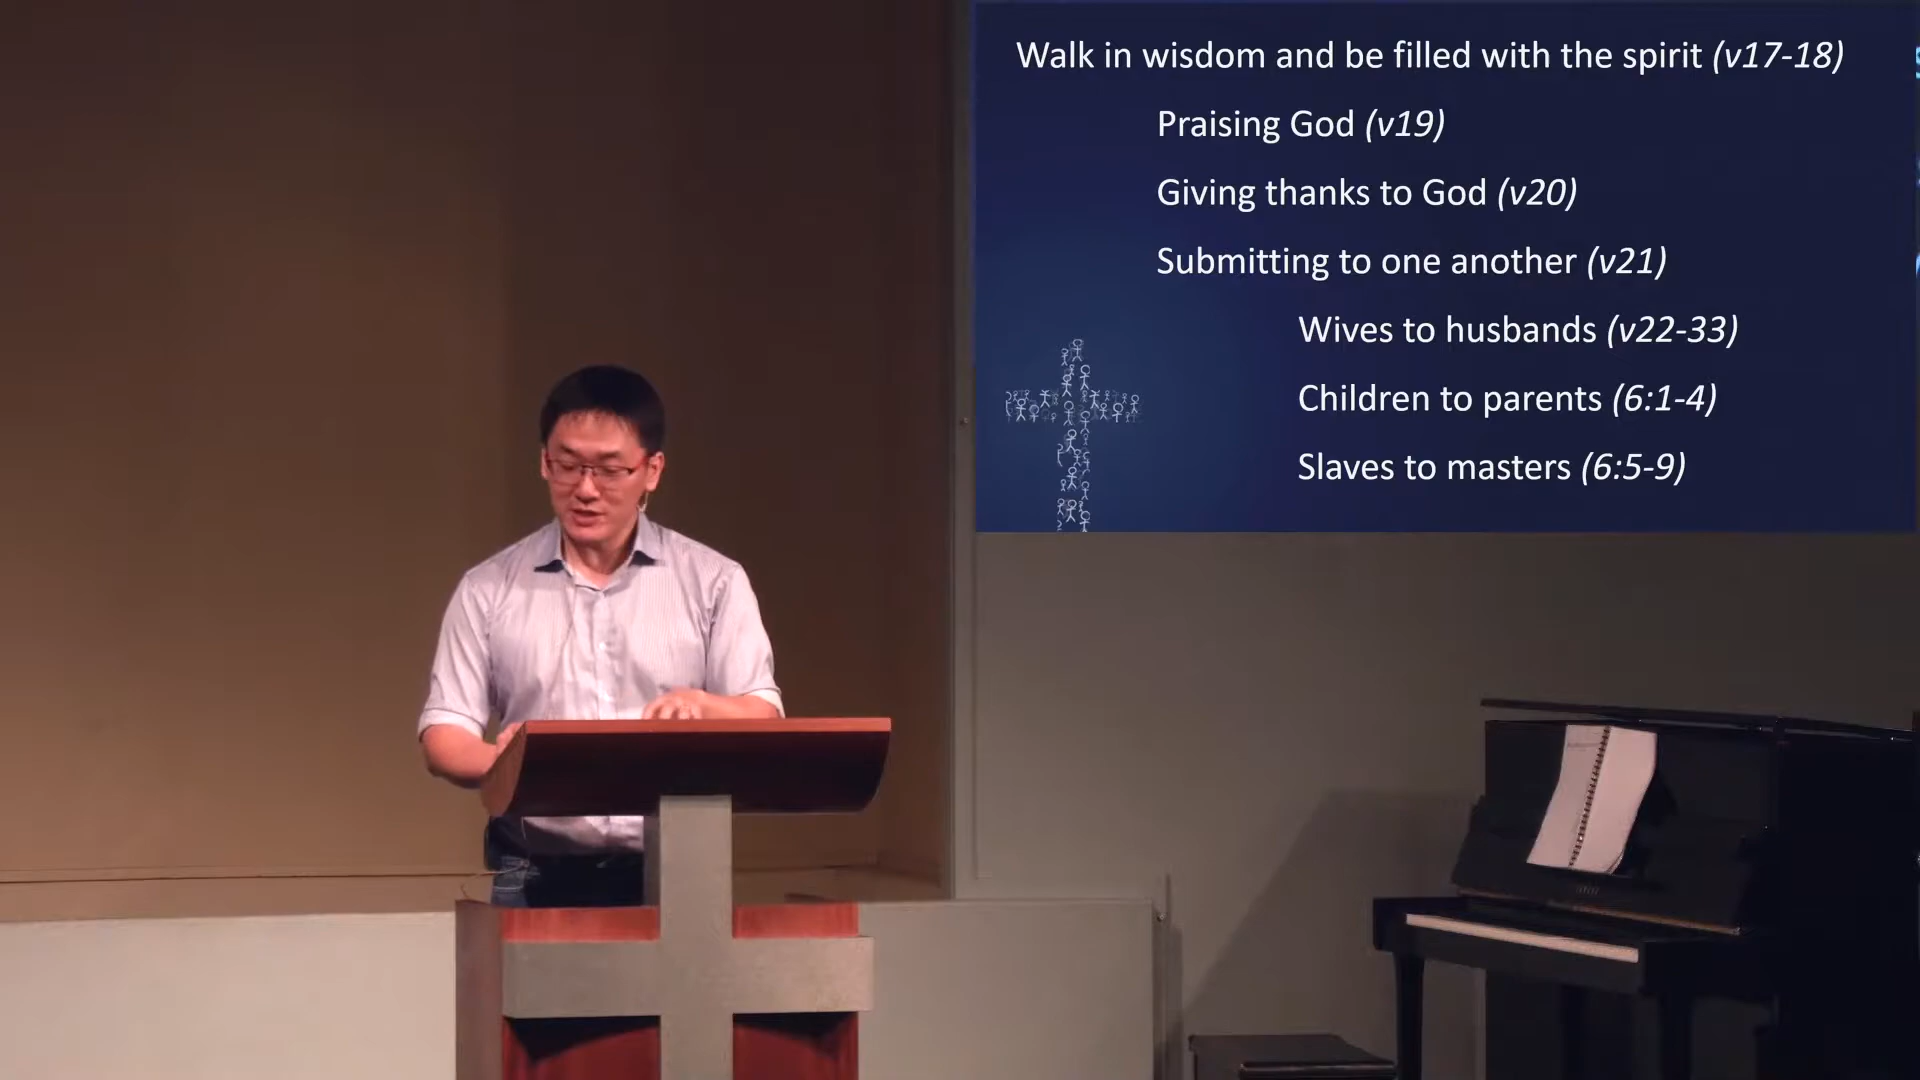 Walk in wisdom and be filled with the spirit (v17-18)
Praising God (v19)
Giving thanks to God (v20)
Submitting to one another (v21)
Wives to husbands (v22-33)
Children to parents (6:1-4)
Slaves to masters (6:5-9)